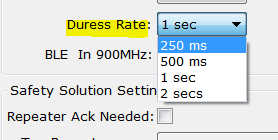 Duress Rate: 1 sec
250 ms
BLE In 900MHz:
500 ms
1 sec
2 secs
Safety Solution Settin
Repeater Ack Needed: